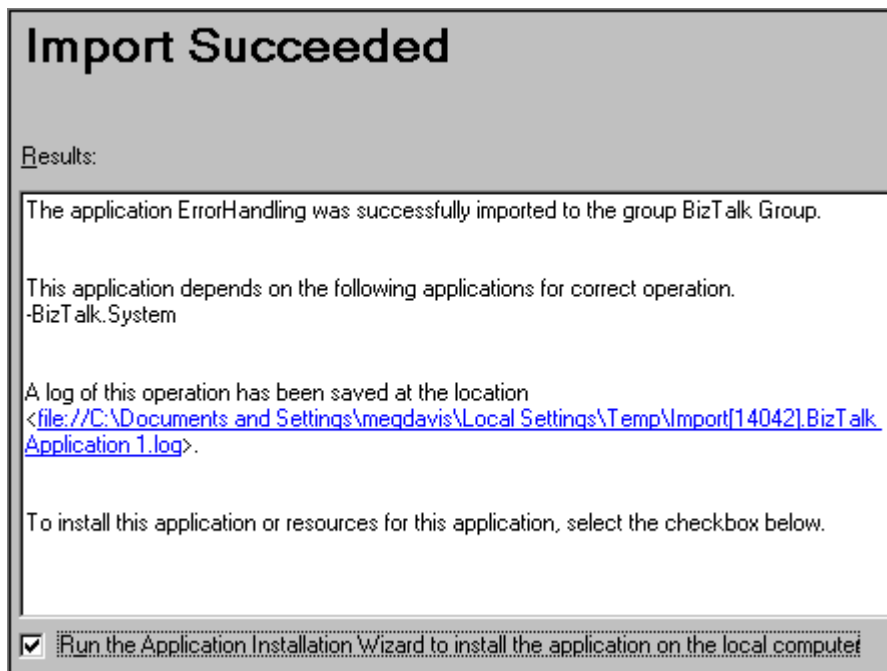 Import Succeeded
Results:
The application ErrorHandling was successfully imported to the group BizTalk Group.
This application depends on the following applications for correct operation.
-BizTalk.System
A log of this operation has been saved at the location
<file://C:\Documents and Settings\megdavis\Local Settings\Temp\Import[14042].BizTalk
Application 1.log>.
To install this application or resources for this application, select the checkbox below.
Run the Application Installation Wizard to install the application on the local computer